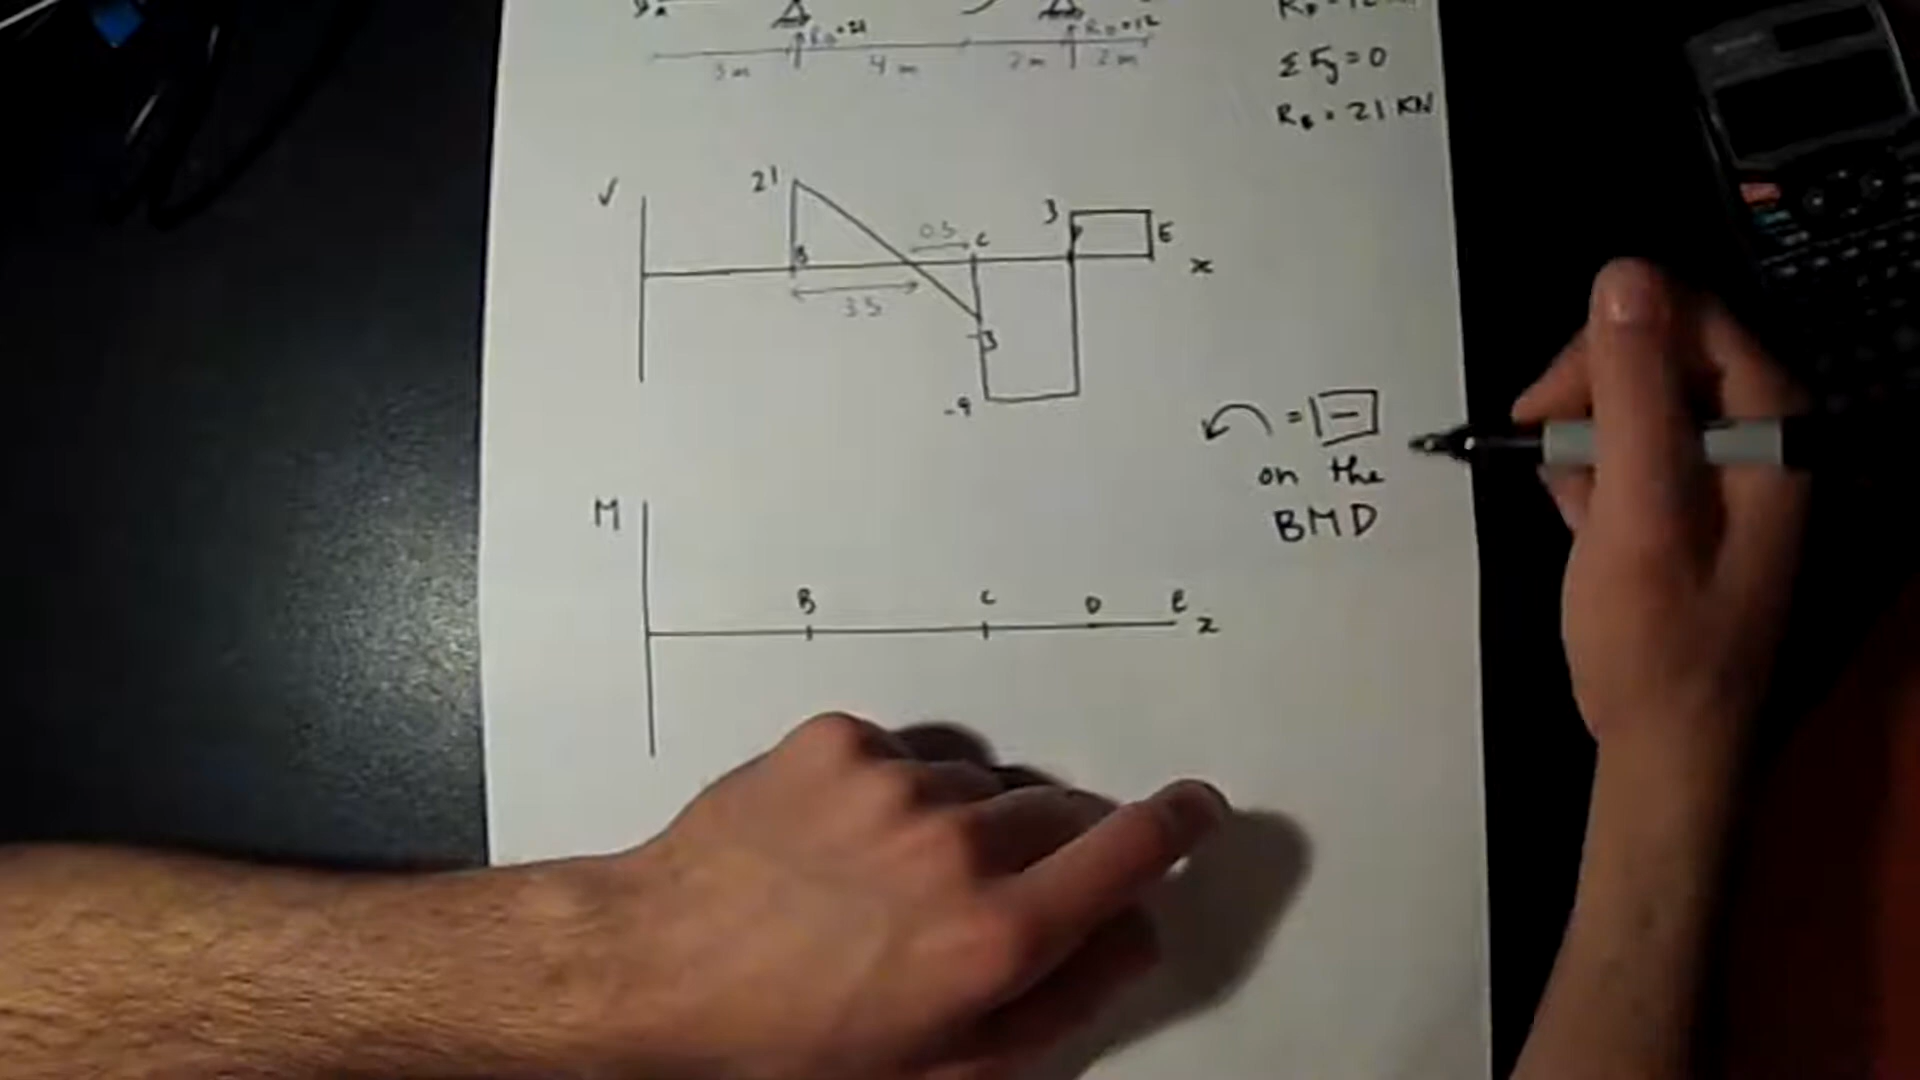 R_B = 21
R_D = 12
3m 4m 2m 2m
ΣFy = 0
R_B = 21 KN
V
21
B
3.5
0.5
C
-3
-9
3
E
x
= -
on the
BMD
M
B C D E
x